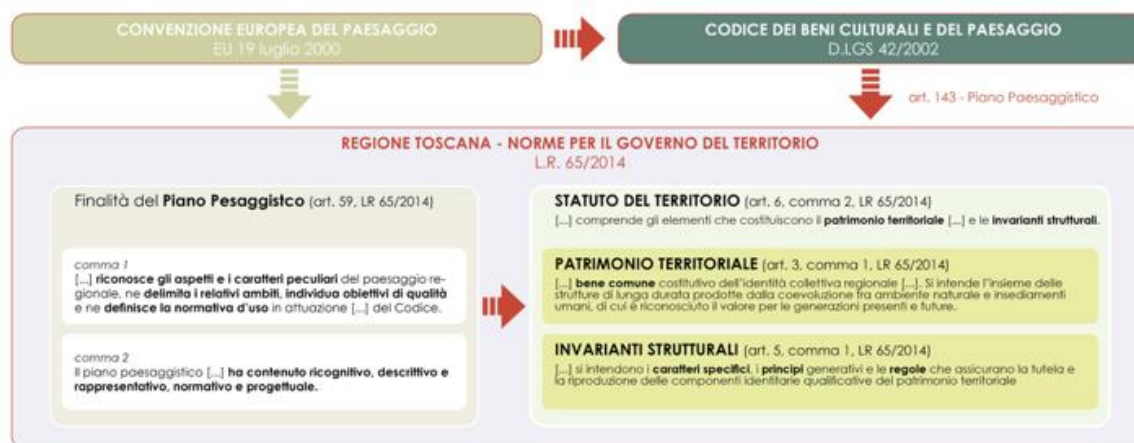 CONVENZIONE EUROPEA DEL PAESAGGIO
EU 19 luglio 2000
CODICE DEI BENI CULTURALI E DEL PAESAGGIO
D.LGS 42/2002
art. 143 - Piano Paesaggistico
REGIONE TOSCANA - NORME PER IL GOVERNO DEL TERRITORIO
L.R. 65/2014
Finalità del Piano Pesaggistco (art. 59, LR 65/2014)
comma 1
[...] riconosce gli aspetti e i caratteri peculiari del paesaggio re-
gionale, ne delimita i relativi ambiti, individua obiettivi di qualità
e ne definisce la normativa d'uso in attuazione [...] del Codice.
comma 2
Il piano paesaggistico [...] ha contenuto ricognitivo, descrittivo e
rappresentativo, normativo e progettuale.
STATUTO DEL TERRITORIO (art. 6, comma 2, LR 65/2014)
[...] comprende gli elementi che costituiscono il patrimonio territoriale [...] e le invarianti strutturali.
PATRIMONIO TERRITORIALE (art. 3, comma 1, LR 65/2014)
[...] bene comune costitutivo dell'identità collettiva regionale [...]. Si intende l'insieme delle
strutture di lunga durata prodotte dalla coevoluzione fra ambiente naturale e insediamenti
umani, di cui è riconosciuto il valore per le generazioni presenti e future.
INVARIANTI STRUTTURALI (art. 5, comma 1, LR 65/2014)
[...] si intendono i caratteri specifici, i principi generativi e le regole che assicurano la tutela e
la riproduzione delle componenti identitarie qualificative del patrimonio territoriale